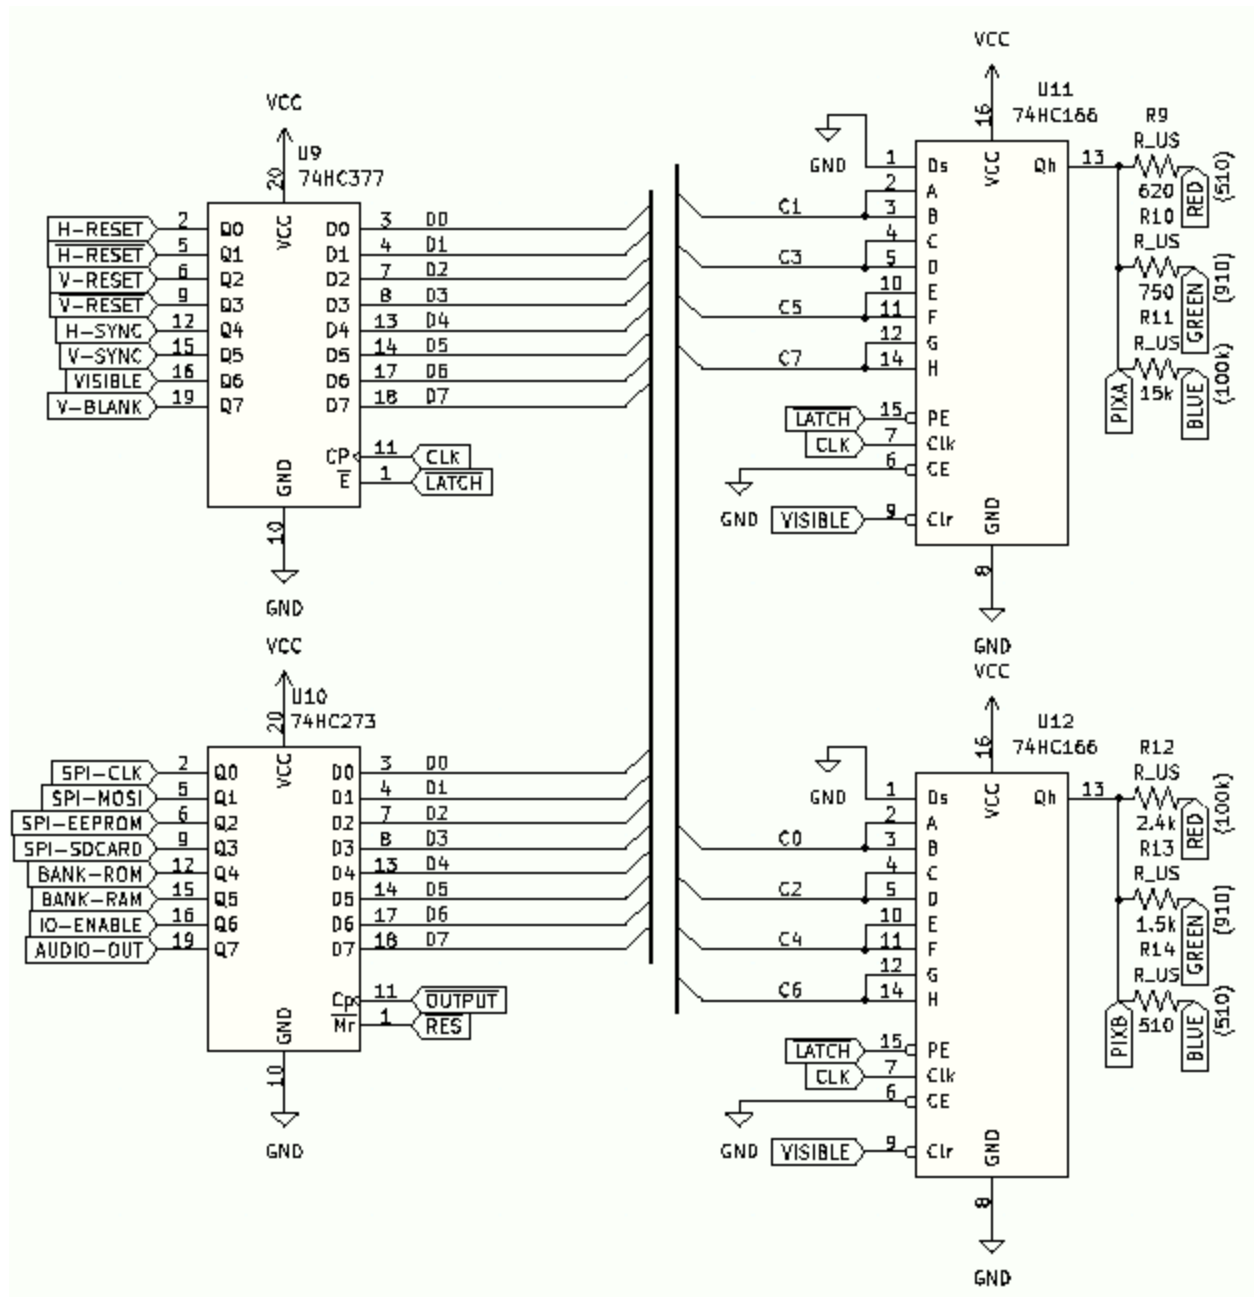 VCC
U9
74HC377
20
VCC
H-RESET 2 Q0 D0 3 D0
H-RESET 5 Q1 D1 4 D1
V-RESET 6 Q2 D2 7 D2
V-RESET 9 Q3 D3 8 D3
H-SYNC 12 Q4 D4 13 D4
V-SYNC 15 Q5 D5 14 D5
VISIBLE 16 Q6 D6 17 D6
V-BLANK 19 Q7 D7 18 D7
CP 11 CLK
E 1 LATCH
GND
10
GND
VCC
U10
74HC273
20
VCC
SPI-CLK 2 Q0 D0 3 D0
SPI-MOSI 5 Q1 D1 4 D1
SPI-EEPROM 6 Q2 D2 7 D2
SPI-SDCARD 9 Q3 D3 8 D3
BANK-ROM 12 Q4 D4 13 D4
BANK-RAM 15 Q5 D5 14 D5
IO-ENABLE 16 Q6 D6 17 D6
AUDIO-OUT 19 Q7 D7 18 D7
Cp 11 OUTPUT
Mr 1 RES
GND
10
GND
VCC
U11
74HC166
16
VCC
GND
1 Ds Qh 13
2 A
C1 3 B
4 C
C3 5 D
10 E
C5 11 F
12 G
C7 14 H
LATCH 15 PE
CLK 7 Clk
GND 6 CE
VISIBLE 9 Clr
GND
8
GND
R9
R_US
620
RED
(510)
R10
R_US
750
GREEN
(910)
R11
R_US
15k
BLUE
(100k)
PIXA
VCC
U12
74HC166
16
VCC
GND
1 Ds Qh 13
2 A
C0 3 B
4 C
C2 5 D
10 E
C4 11 F
12 G
C6 14 H
LATCH 15 PE
CLK 7 Clk
GND 6 CE
VISIBLE 9 Clr
GND
8
GND
R12
R_US
2.4k
RED
(100k)
R13
R_US
1.5k
GREEN
(910)
R14
R_US
510
BLUE
(510)
PIXB